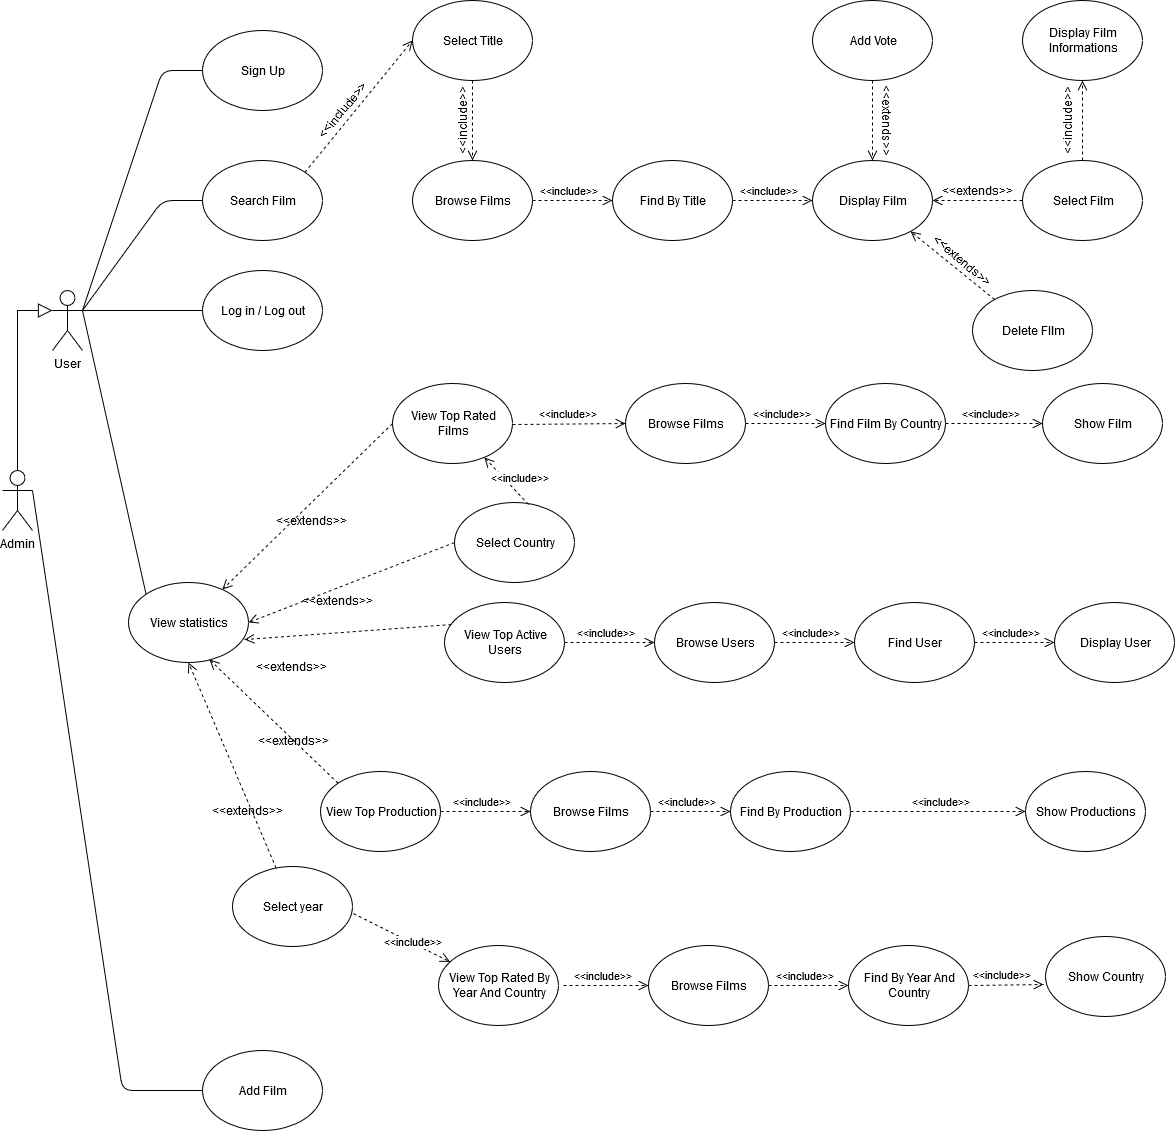 Select Title
Add Vote
Display Film
Informations
Sign Up
<<include>>
<<include>>
<<extends>>
<<include>>
Search Film
Browse Films
<<include>>
Find By Title
<<include>>
Display Film
<<extends>>
Select Film
<<extends>>
Log in / Log out
Delete FIlm
User
View Top Rated
Films
<<include>>
Browse Films
<<include>>
Find Film By Country
<<include>>
Show Film
<<include>>
<<extends>>
Select Country
Admin
<<extends>>
View statistics
View Top Active
Users
<<include>>
Browse Users
<<include>>
Find User
<<include>>
Display User
<<extends>>
<<extends>>
<<extends>>
View Top Production
<<include>>
Browse Films
<<include>>
Find By Production
<<include>>
Show Productions
Select year
<<include>>
View Top Rated By
Year And Country
<<include>>
Browse Films
<<include>>
Find By Year And
Country
<<include>>
Show Country
Add Film